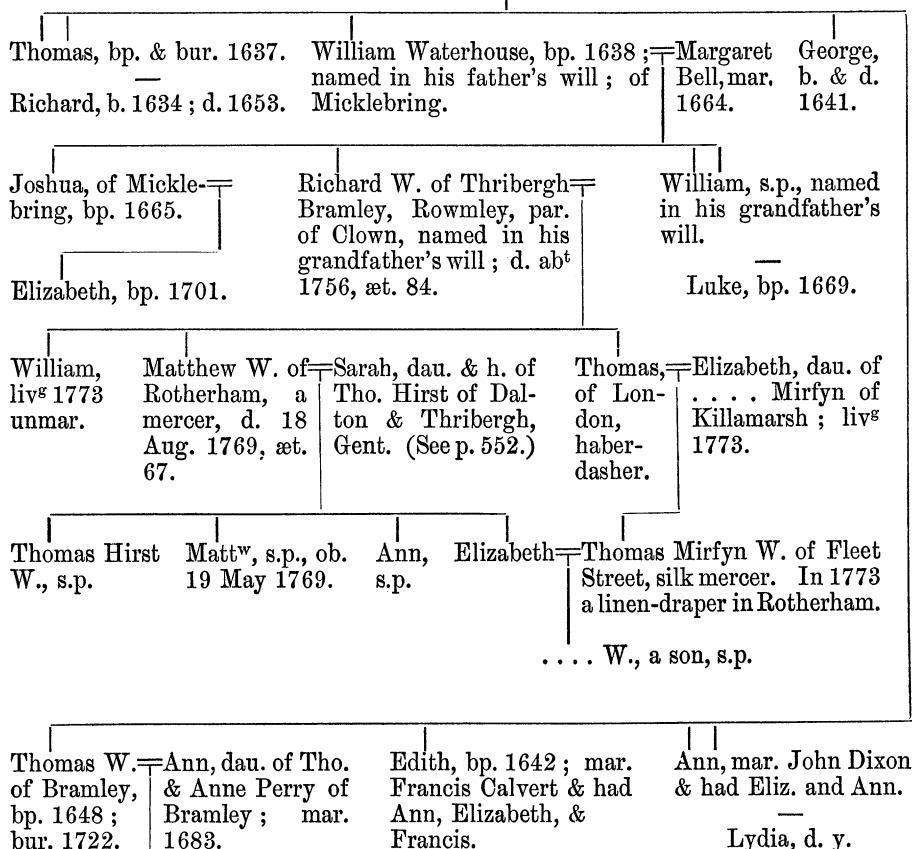 Thomas, bp. & bur. 1637.
—
Richard, b. 1634 ; d. 1653.
William Waterhouse, bp. 1638 ;
named in his father's will ; of
Micklebring.
Margaret
Bell, mar.
1664.
George,
b. & d.
1641.
Joshua, of Mickle-
bring, bp. 1665.
Elizabeth, bp. 1701.
Richard W. of Thribergh
Bramley, Rowmley, par.
of Clown, named in his
grandfather's will ; d. abᵗ
1756, æt. 84.
William, s.p., named
in his grandfather's
will.
—
Luke, bp. 1669.
William,
livᵍ 1773
unmar.
Matthew W. of
Rotherham, a
mercer, d. 18
Aug. 1769, æt.
67.
Sarah, dau. & h. of
Tho. Hirst of Dal-
ton & Thribergh,
Gent. (See p. 552.)
Thomas,
of Lon-
don,
haber-
dasher.
Elizabeth, dau. of
. . . . Mirfyn of
Killamarsh ; livᵍ
1773.
Thomas Hirst
W., s.p.
Mattʷ, s.p., ob.
19 May 1769.
Ann,
s.p.
Elizabeth
Thomas Mirfyn W. of Fleet
Street, silk mercer. In 1773
a linen-draper in Rotherham.
. . . . W., a son, s.p.
Thomas W.
of Bramley,
bp. 1648 ;
bur. 1722.
Ann, dau. of Tho.
& Anne Perry of
Bramley ; mar.
1683.
Edith, bp. 1642 ; mar.
Francis Calvert & had
Ann, Elizabeth, &
Francis.
Ann, mar. John Dixon
& had Eliz. and Ann.
—
Lydia, d. y.